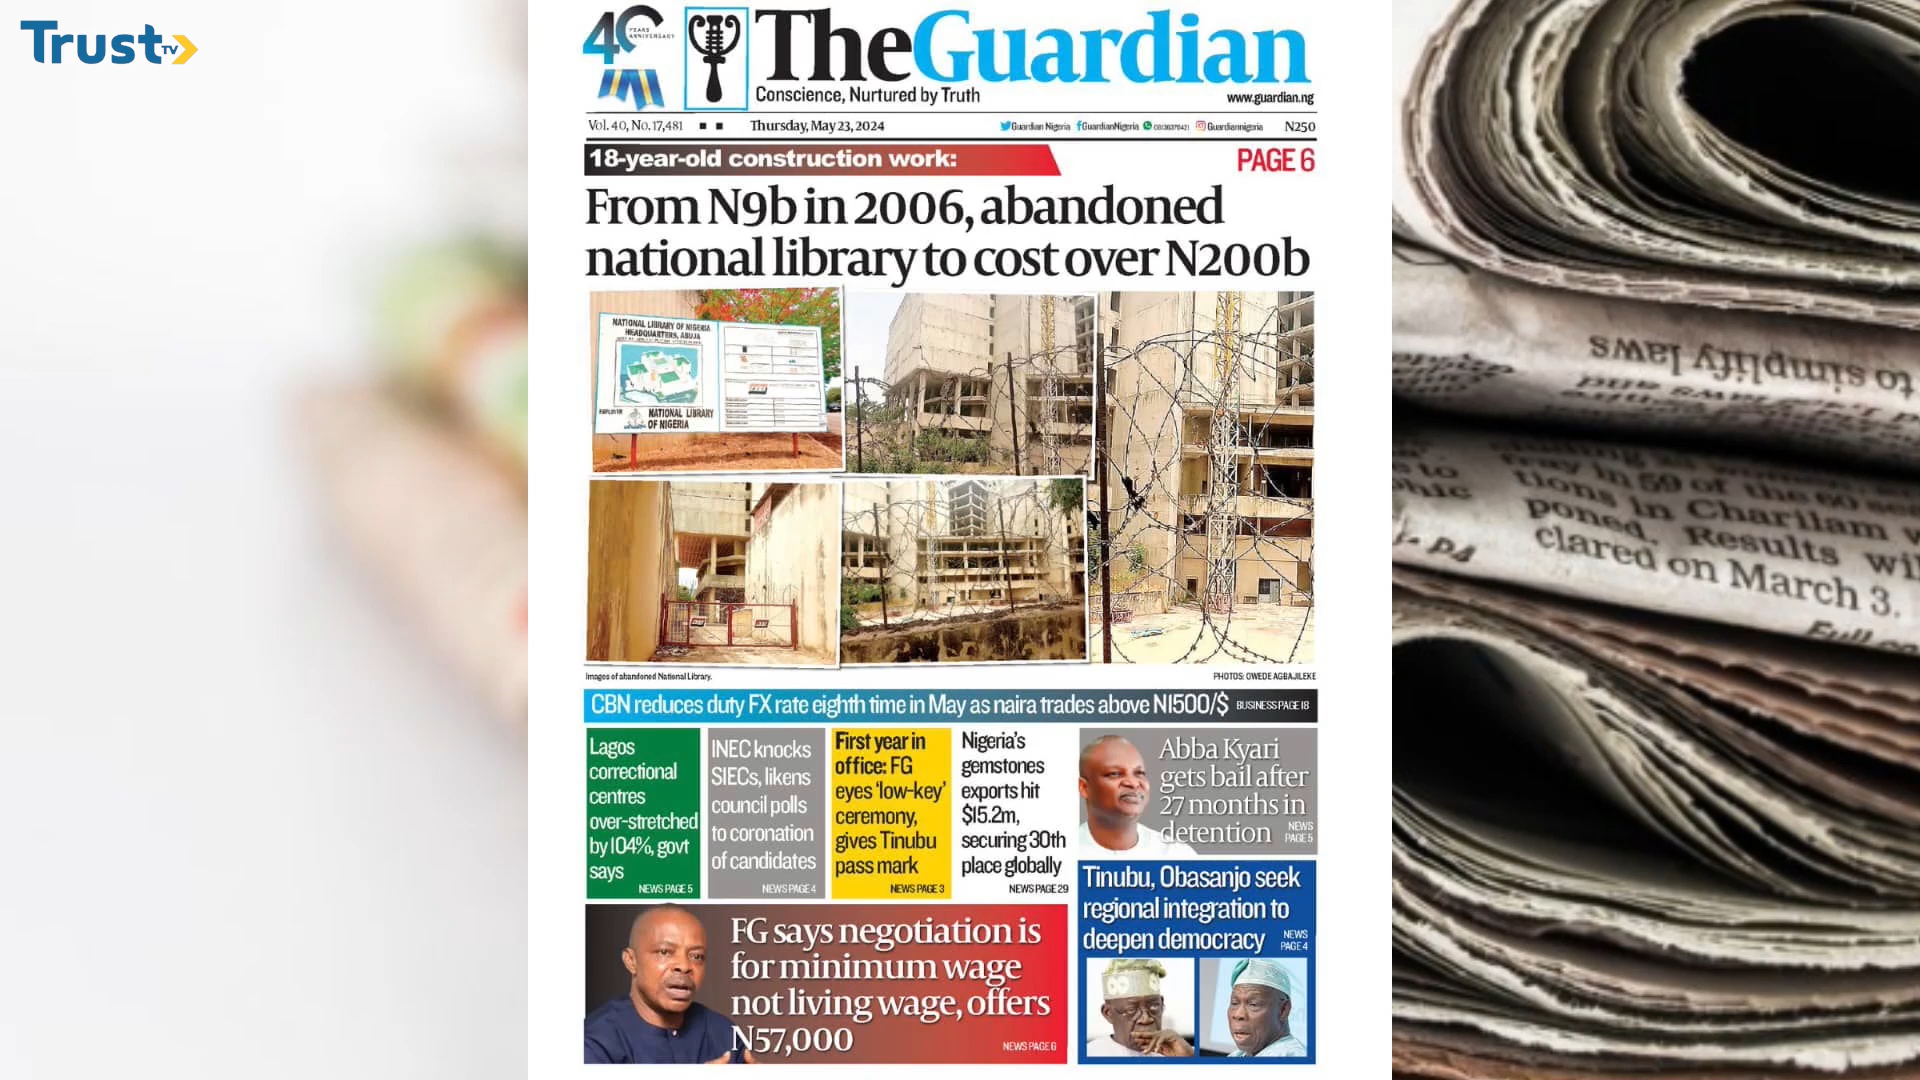 Trust TV
40 YEARS ANNIVERSARY
TheGuardian
Conscience, Nurtured by Truth
www.guardian.ng
Vol. 40, No. 17,481
Thursday, May 23, 2024
Guardian Nigeria
GuardianNigeria
Guardiannigeria
N250
18-year-old construction work:
PAGE 6
From N9b in 2006, abandoned
national library to cost over N200b
NATIONAL LIBRARY OF NIGERIA
HEADQUARTERS, ABUJA
EMPLOYER
NATIONAL LIBRARY
OF NIGERIA
Images of abandoned National Library.
PHOTOS: OWEDE AGBAJILEKE
CBN reduces duty FX rate eighth time in May as naira trades above N1500/$ BUSINESS PAGE 18
Lagos
correctional
centres
over-stretched
by 104%, govt
says
NEWS PAGE 5
INEC knocks
SIECs, likens
council polls
to coronation
of candidates
NEWS PAGE 4
First year in
office: FG
eyes ‘low-key’
ceremony,
gives Tinubu
pass mark
NEWS PAGE 3
Nigeria’s
gemstones
exports hit
$15.2m,
securing 30th
place globally
NEWS PAGE 29
Abba Kyari
gets bail after
27 months in
detention
NEWS
PAGE 5
FG says negotiation is
for minimum wage
not living wage, offers
N57,000
NEWS PAGE 6
Tinubu, Obasanjo seek
regional integration to
deepen democracy
NEWS
PAGE 4
to simplify laws
tions in Charilam
poned. Results wil
clared on March 3.